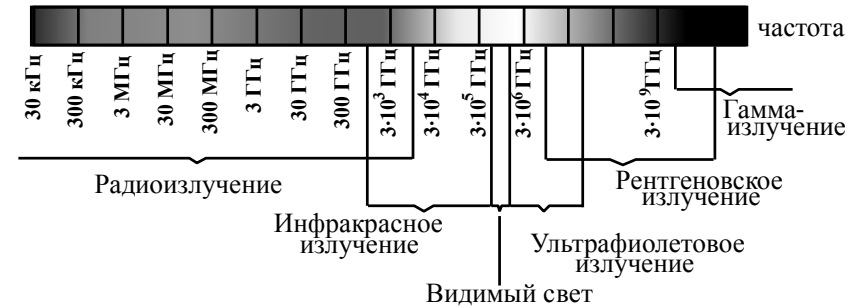 частота
30 кГц
300 кГц
3 МГц
30 МГц
300 МГц
3 ГГц
30 ГГц
300 ГГц
3·10³ ГГц
3·10⁴ ГГц
3·10⁵ ГГц
3·10⁶ ГГц
3·10⁹ГГц
Гамма-
излучение
Радиоизлучение
Рентгеновское
излучение
Инфракрасное
излучение
Ультрафиолетовое
излучение
Видимый свет